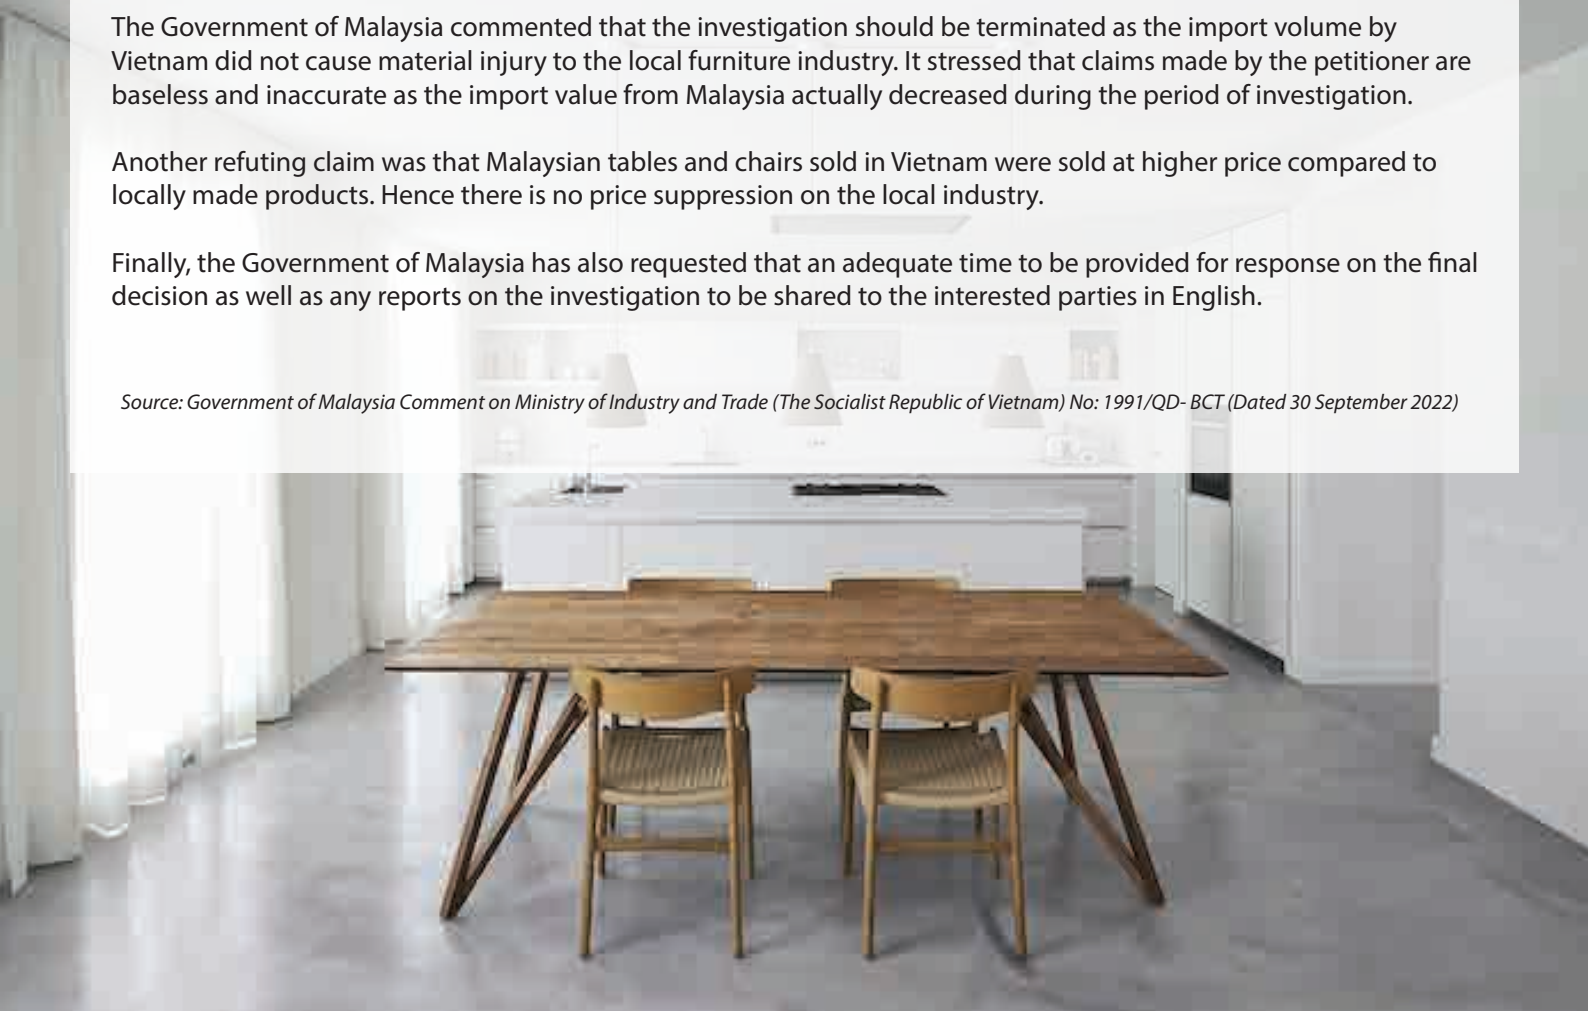 The Government of Malaysia commented that the investigation should be terminated as the import volume by
Vietnam did not cause material injury to the local furniture industry. It stressed that claims made by the petitioner are
baseless and inaccurate as the import value from Malaysia actually decreased during the period of investigation.
Another refuting claim was that Malaysian tables and chairs sold in Vietnam were sold at higher price compared to
locally made products. Hence there is no price suppression on the local industry.
Finally, the Government of Malaysia has also requested that an adequate time to be provided for response on the final
decision as well as any reports on the investigation to be shared to the interested parties in English.
Source: Government of Malaysia Comment on Ministry of Industry and Trade (The Socialist Republic of Vietnam) No: 1991/QD- BCT (Dated 30 September 2022)